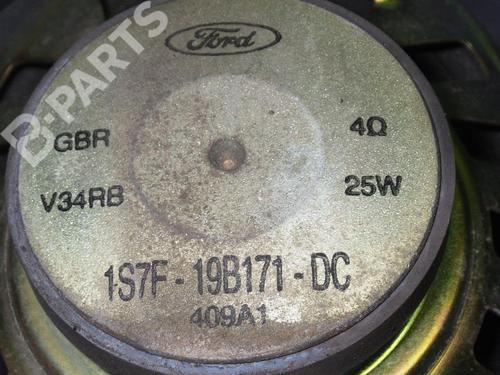 B-PARTS
Ford
GBR 4Ω
V34RB 25W
1S7F - 19B171 - DC
409A1